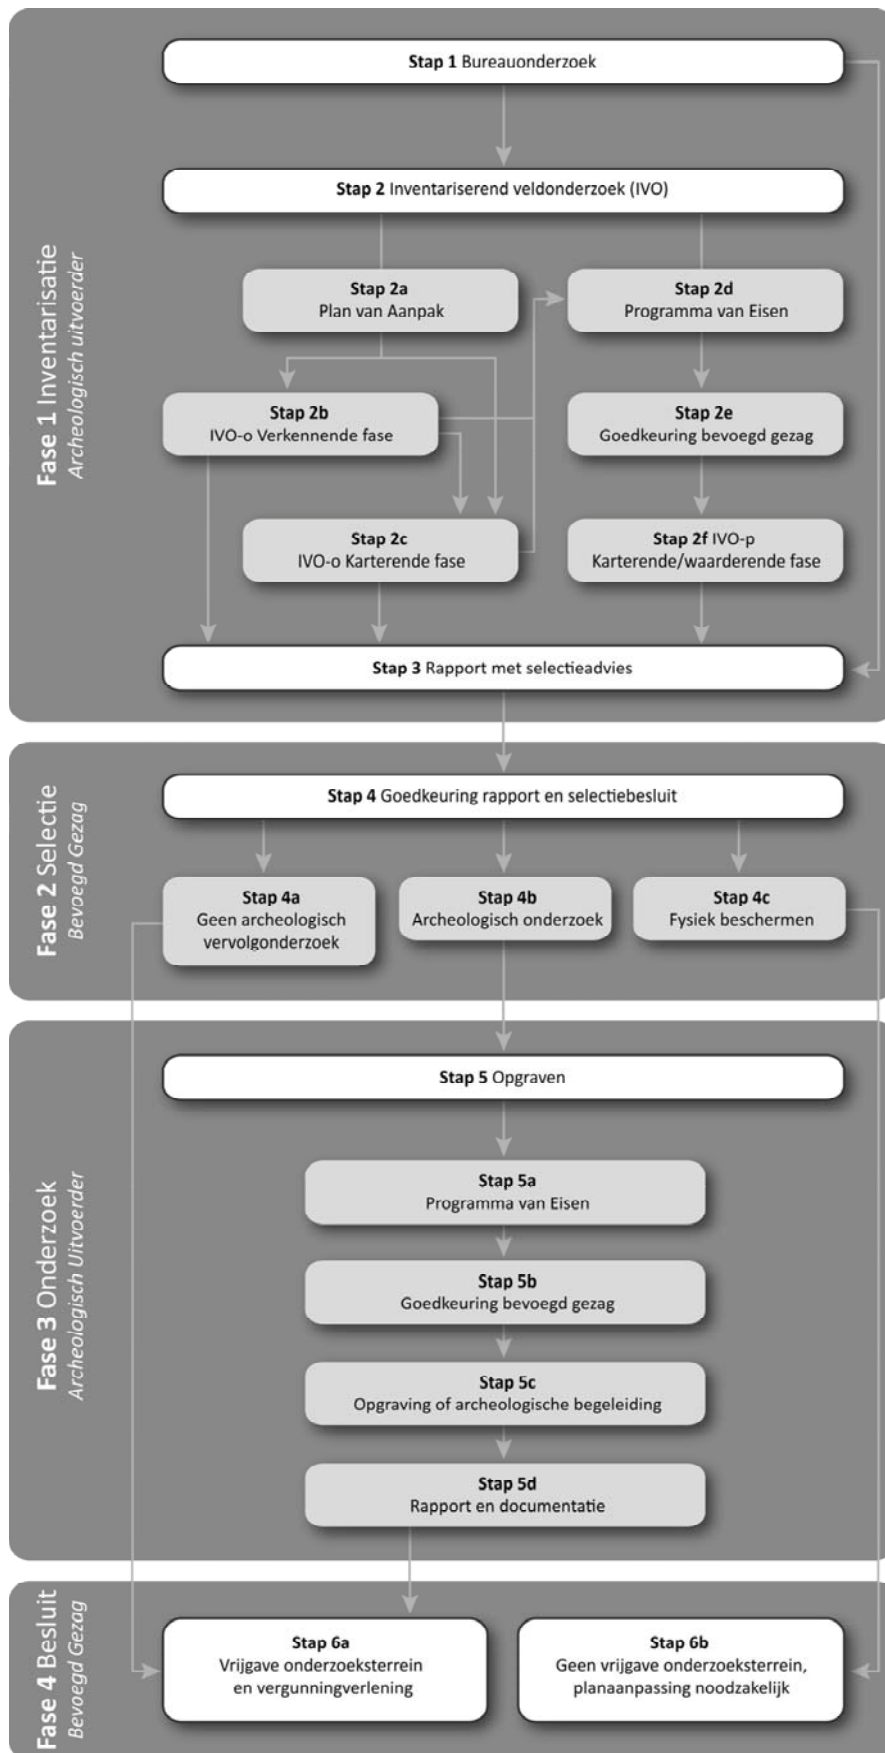 Fase 1 Inventarisatie
Archeologisch uitvoerder
Stap 1 Bureauonderzoek
Stap 2 Inventariserend veldonderzoek (IVO)
Stap 2a
Plan van Aanpak
Stap 2d
Programma van Eisen
Stap 2b
IVO-o Verkennende fase
Stap 2e
Goedkeuring bevoegd gezag
Stap 2c
IVO-o Karterende fase
Stap 2f IVO-p
Karterende/waarderende fase
Stap 3 Rapport met selectieadvies
Fase 2 Selectie
Bevoegd Gezag
Stap 4 Goedkeuring rapport en selectiebesluit
Stap 4a
Geen archeologisch
vervolgonderzoek
Stap 4b
Archeologisch onderzoek
Stap 4c
Fysiek beschermen
Fase 3 Onderzoek
Archeologisch Uitvoerder
Stap 5 Opgraven
Stap 5a
Programma van Eisen
Stap 5b
Goedkeuring bevoegd gezag
Stap 5c
Opgraving of archeologische begeleiding
Stap 5d
Rapport en documentatie
Fase 4 Besluit
Bevoegd Gezag
Stap 6a
Vrijgave onderzoeksterrein
en vergunningverlening
Stap 6b
Geen vrijgave onderzoeksterrein,
planaanpassing noodzakelijk